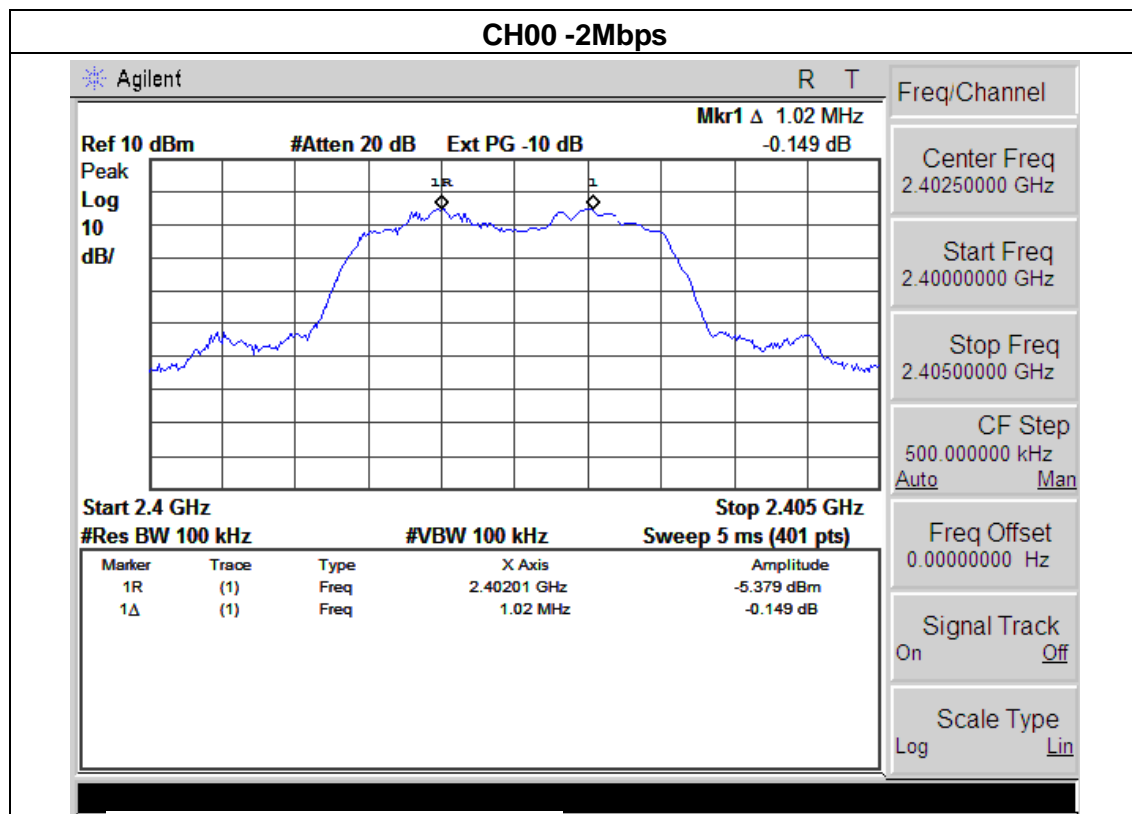 CH00 -2Mbps
Agilent R T
Mkr1 Δ 1.02 MHz
Ref 10 dBm #Atten 20 dB Ext PG -10 dB -0.149 dB
Peak
Log
10
dB/
1R 1
Start 2.4 GHz Stop 2.405 GHz
#Res BW 100 kHz #VBW 100 kHz Sweep 5 ms (401 pts)
Marker Trace Type X Axis Amplitude
1R (1) Freq 2.40201 GHz -5.379 dBm
1Δ (1) Freq 1.02 MHz -0.149 dB
Freq/Channel
Center Freq
2.40250000 GHz
Start Freq
2.40000000 GHz
Stop Freq
2.40500000 GHz
CF Step
500.000000 kHz
Auto Man
Freq Offset
0.00000000 Hz
Signal Track
On Off
Scale Type
Log Lin